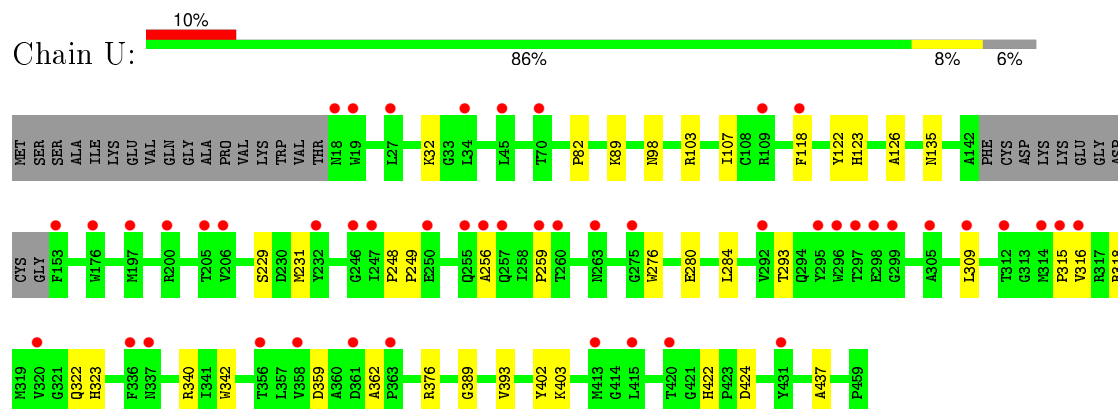 10%
Chain U:
86% 8% 6%
MET SER SER ALA ILE LYS GLU VAL VAL GLN GLY ALA PRO VAL LYS TRP VAL THR N18 W19 L27 K32 G33 L34 L45 T70 P82 K89 N98 R103 I107 C108 R109 F118 Y122 H123 A126 N135 A142 PHE CYS ASP LYS LYS GLU GLY ASP
CYS GLY F153 W176 M197 R200 T205 V206 S229 D230 M231 Y232 G246 I247 P248 P249 E250 Q255 A256 Q257 I258 P259 T260 N263 G275 W276 E280 L284 V292 T293 Q294 Y295 W296 T297 E298 G299 A305 L309 T312 G313 M314 P315 V316 R317
M319 V320 G321 Q322 H323 F336 N337 R340 I341 W342 T356 L357 V358 D359 A360 D361 A362 P363 R376 G389 V393 Y402 K403 M413 G414 L415 T420 G421 H422 P423 D424 Y431 A437 P459